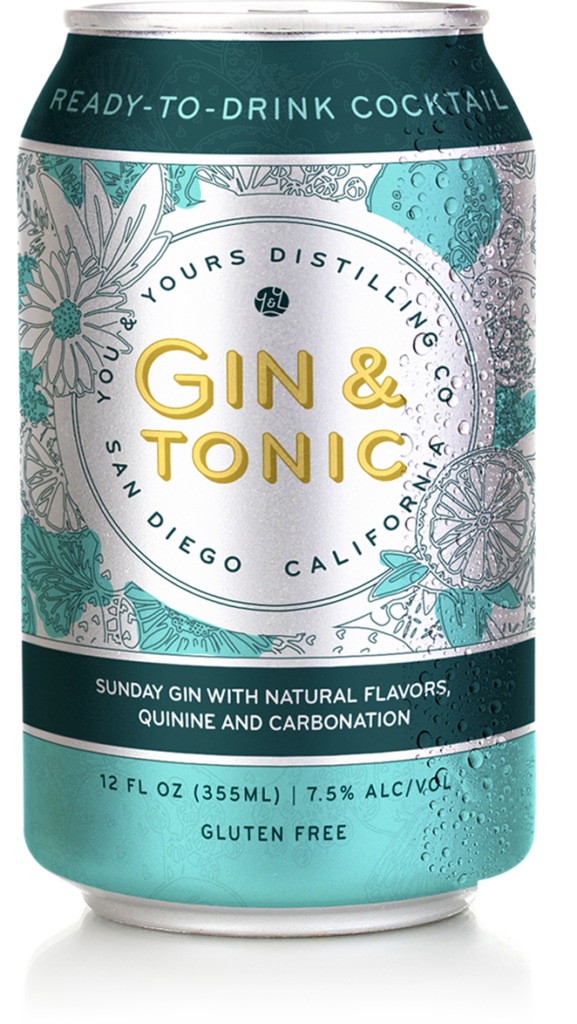 READY-TO-DRINK COCKTAIL
YOU & YOURS DISTILLING CO
Y&Y
GIN &
TONIC
SAN DIEGO CALIFORNIA
SUNDAY GIN WITH NATURAL FLAVORS,
QUININE AND CARBONATION
12 FL OZ (355ML) | 7.5% ALC/VOL
GLUTEN FREE